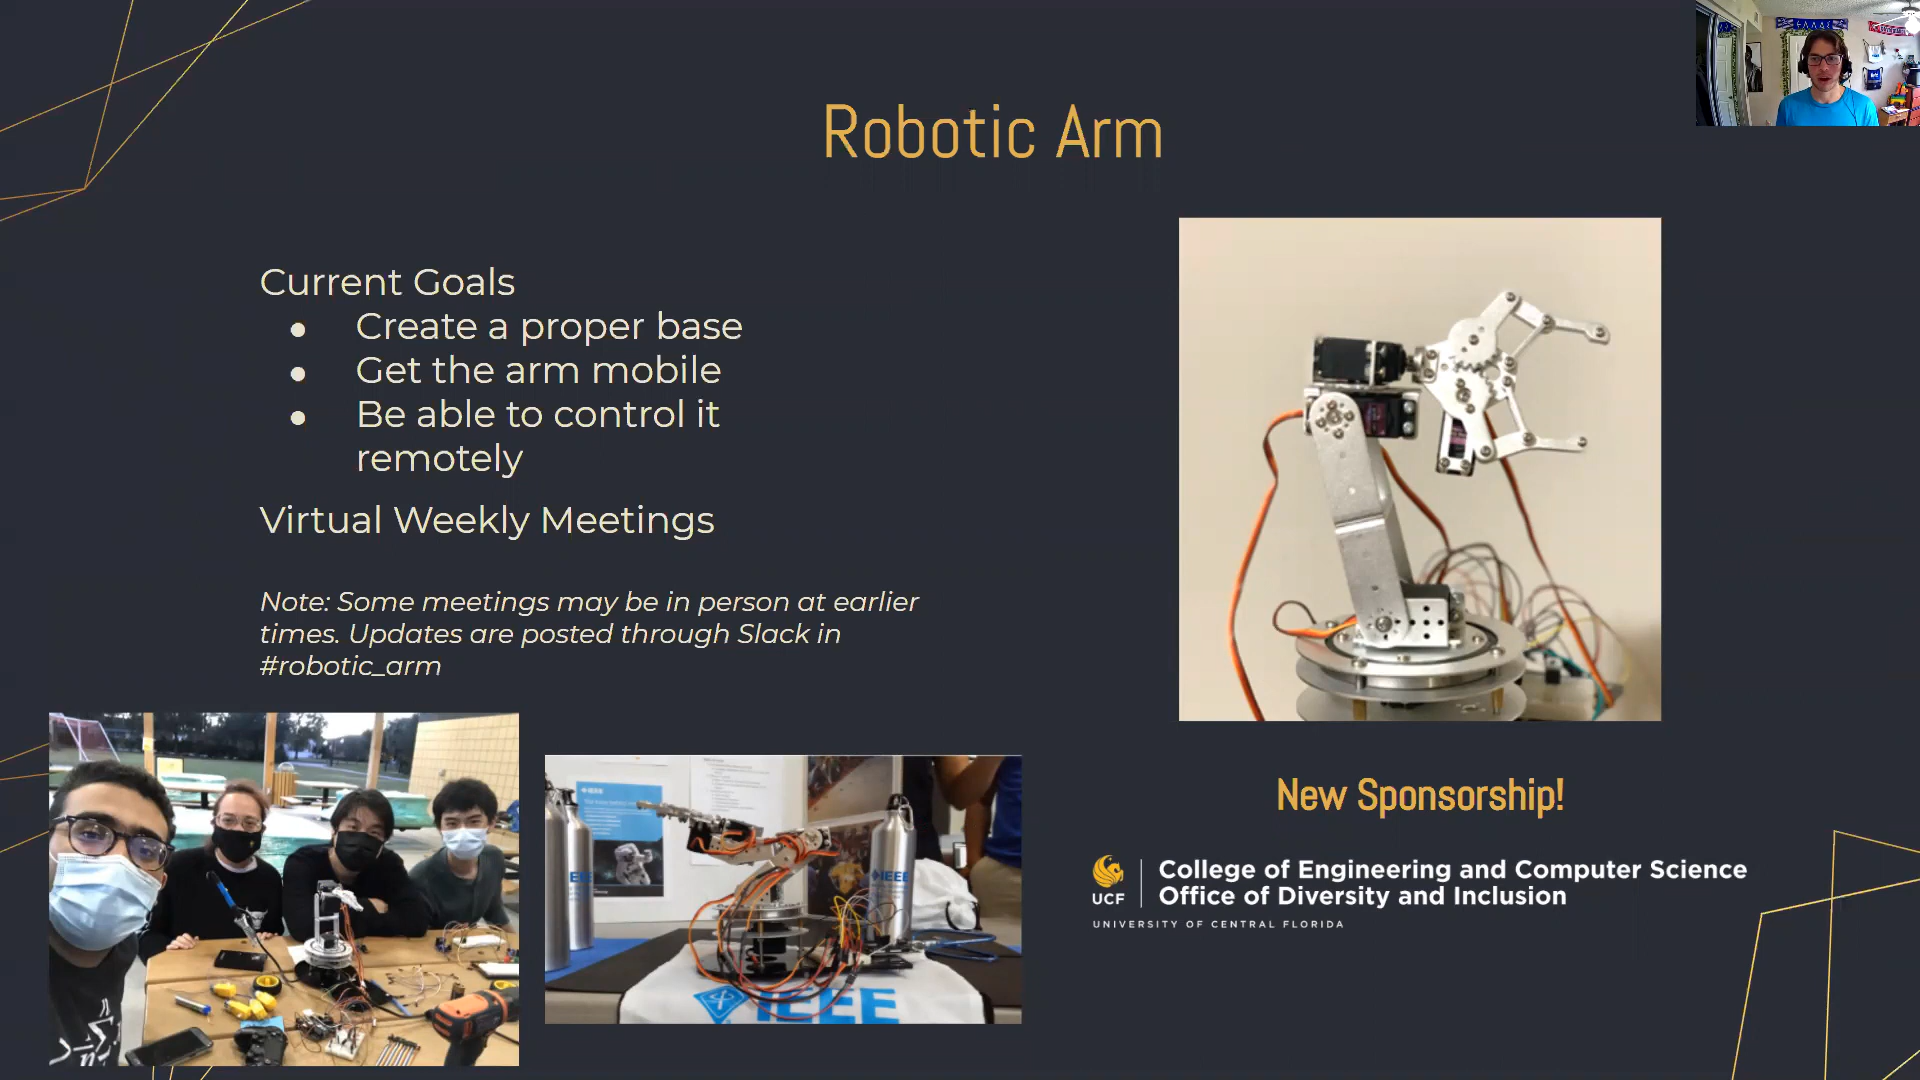 Robotic Arm
Current Goals
● Create a proper base
● Get the arm mobile
● Be able to control it
remotely
Virtual Weekly Meetings
Note: Some meetings may be in person at earlier
times. Updates are posted through Slack in
#robotic_arm
New Sponsorship!
UCF
College of Engineering and Computer Science
Office of Diversity and Inclusion
UNIVERSITY OF CENTRAL FLORIDA
IEEE
IEEE
IEEE